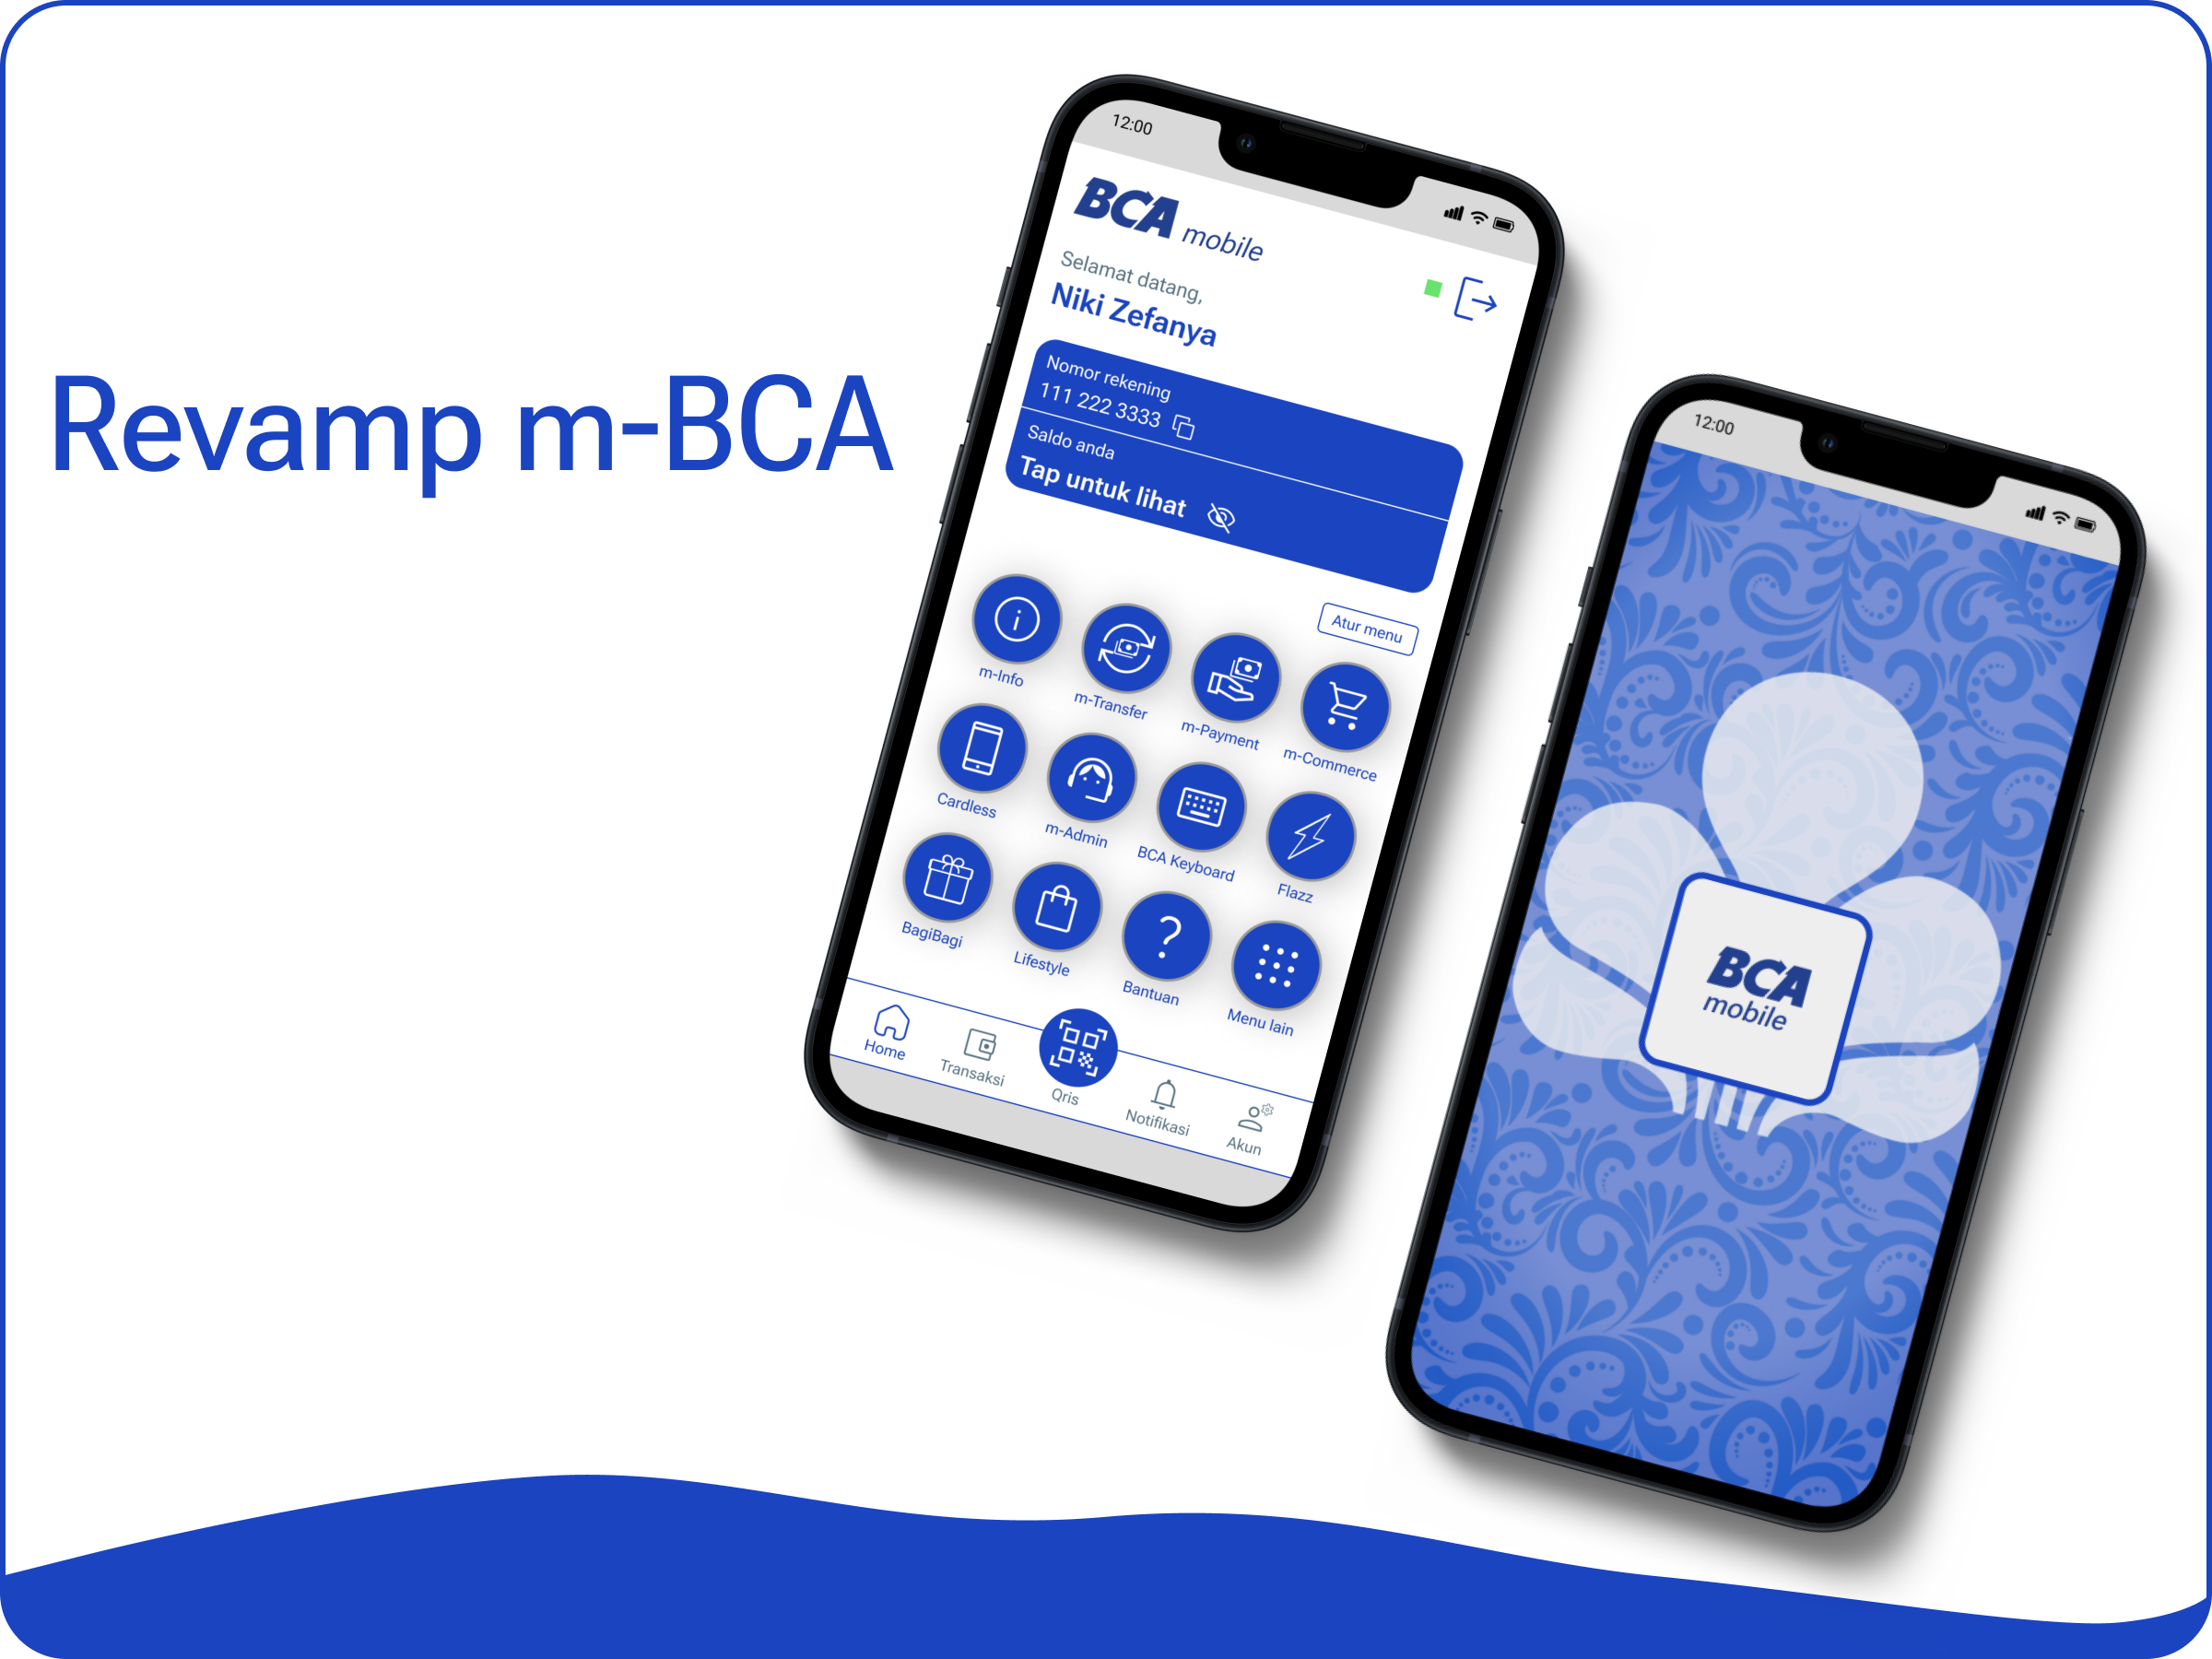 Revamp m-BCA
12:00
BCA mobile
Selamat datang,
Niki Zefanya
Nomor rekening
111 222 3333
Saldo anda
Tap untuk lihat
Atur menu
m-Info
m-Transfer
m-Payment
m-Commerce
Cardless
m-Admin
BCA Keyboard
Flazz
BagiBagi
Lifestyle
Bantuan
Menu lain
Home
Transaksi
Qris
Notifikasi
Akun
12:00
BCA
mobile